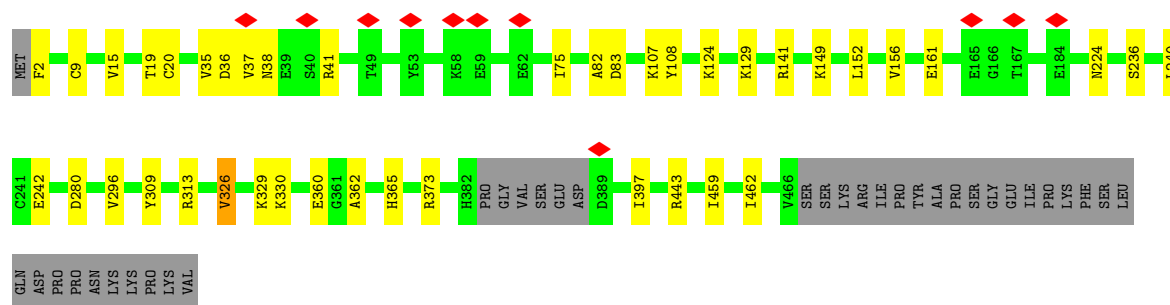 MET F2 C9 V15 T19 C20 V35 D36 V37 N38 E39 S40 R41 T49 Y53 K58 E59 E62 I75 A82 D83 K107 Y108 K124 K129 R141 K149 L152 V156 E161 E165 G166 T167 E184 N224 S236
C241 E242 D280 V296 Y309 R313 V326 K329 K330 E360 G361 A362 H365 R373 H382 PRO GLY VAL SER GLU ASP D389 I397 R443 I459 I462 V466 SER SER LYS ARG ILE PRO TYR ALA PRO SER GLY GLU ILE PRO LYS PHE SER LEU
GLN ASP PRO PRO ASN LYS LYS PRO LYS VAL